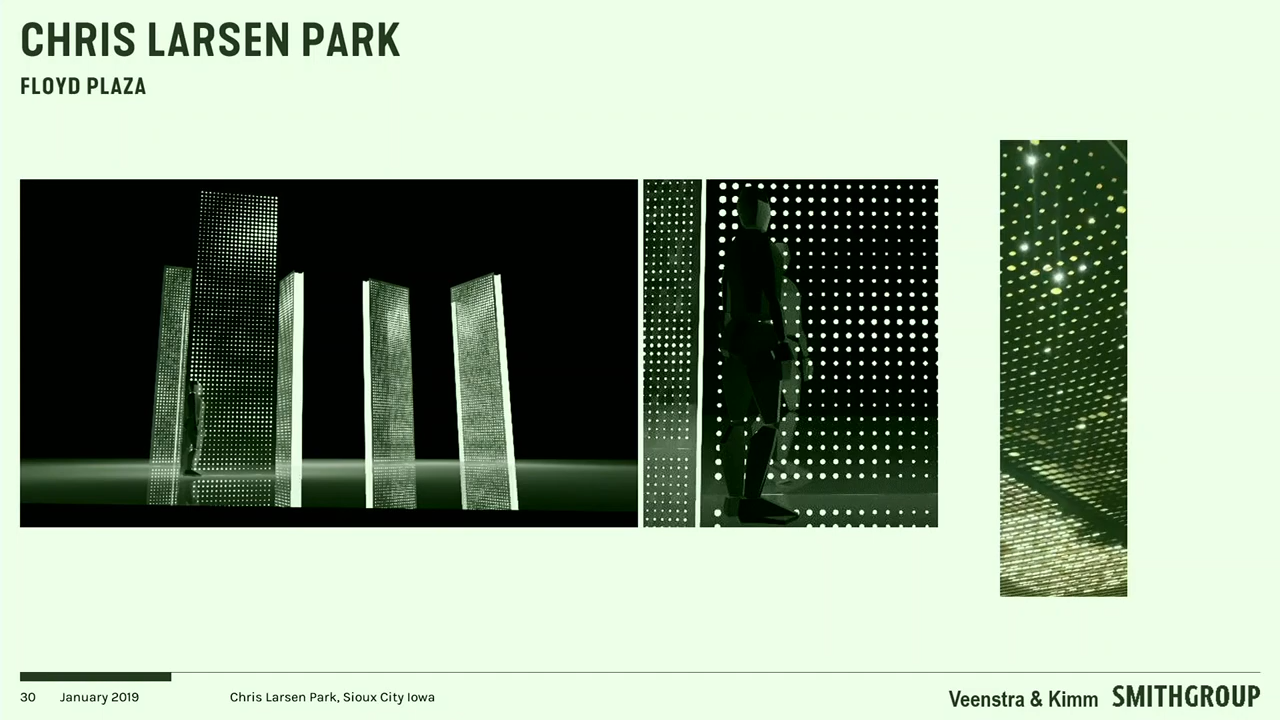 CHRIS LARSEN PARK
FLOYD PLAZA
30 January 2019 Chris Larsen Park, Sioux City Iowa Veenstra & Kimm SMITHGROUP